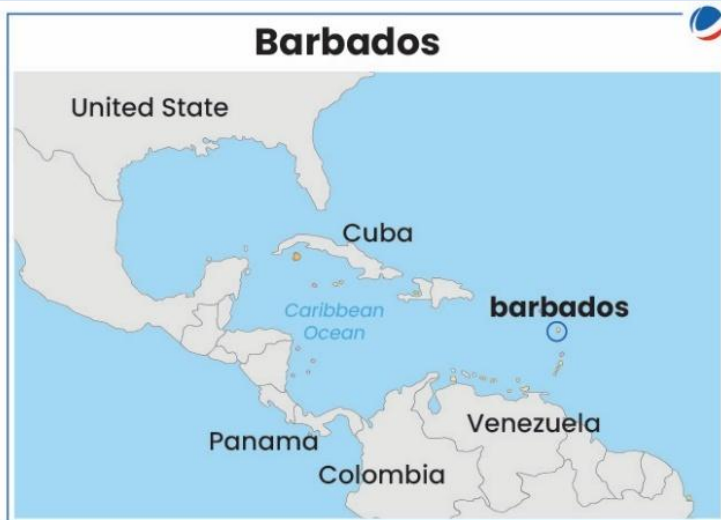 Barbados
United State
Cuba
barbados
Caribbean
Ocean
Venezuela
Panama
Colombia